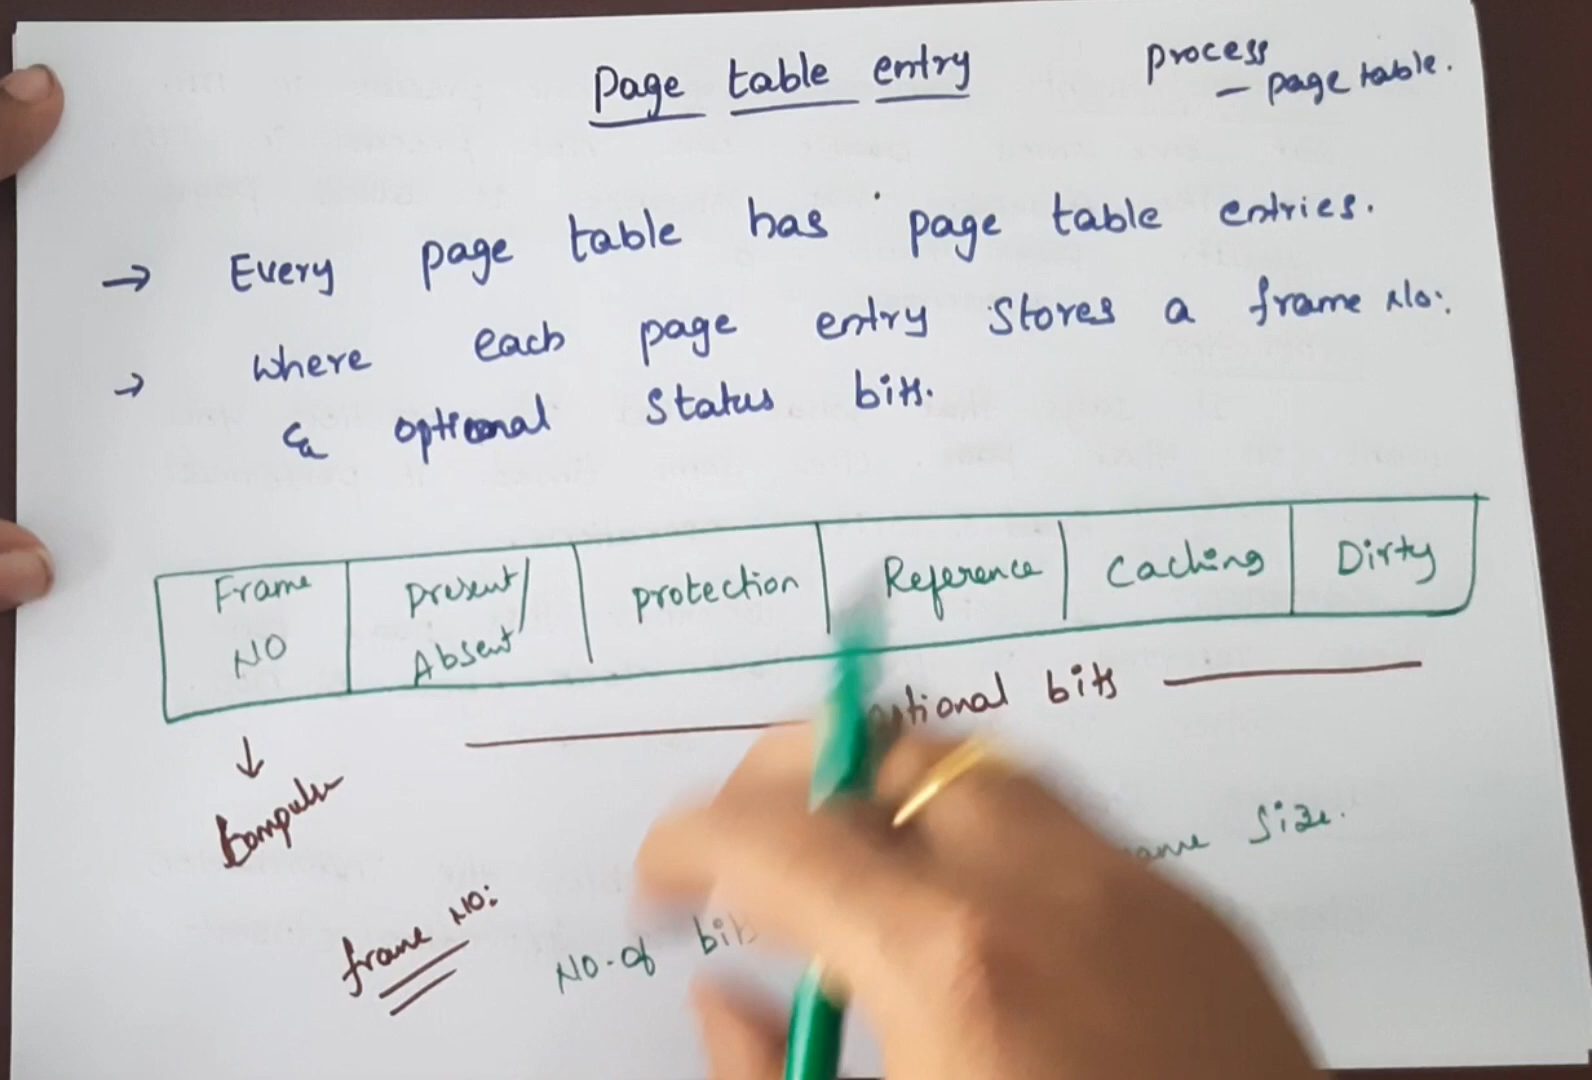 Page table entry
process
– page table.
→ Every page table has page table entries.
→ Where each page entry stores a frame No:
& optional status bits.
Frame NO
Present/ Absent
protection
Reference
Caching
Dirty
optional bits
frame No:
NO. of bits
size.